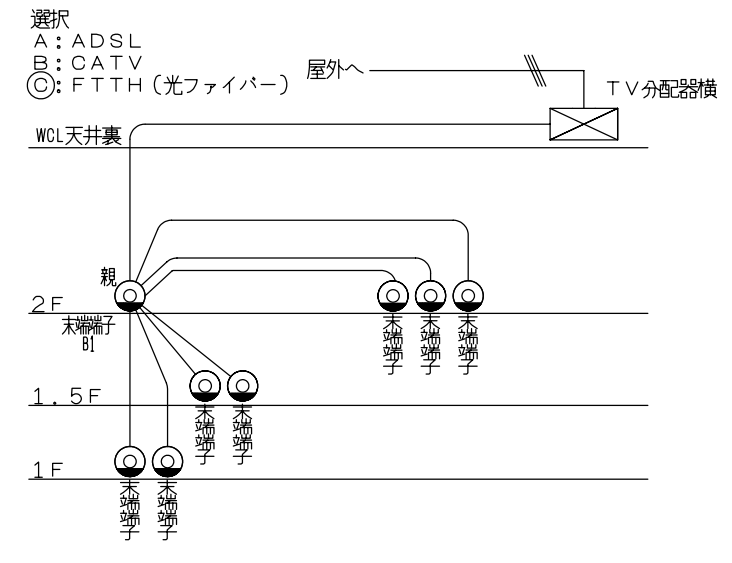 選択
A:ADSL
B:CATV
C:FTTH(光ファイバー)
屋外へ
TV分配器横
WCL天井裏
親
2F
末端端子
B1
末端端子
末端端子
末端端子
1.5F
末端端子
末端端子
1F
末端端子
末端端子